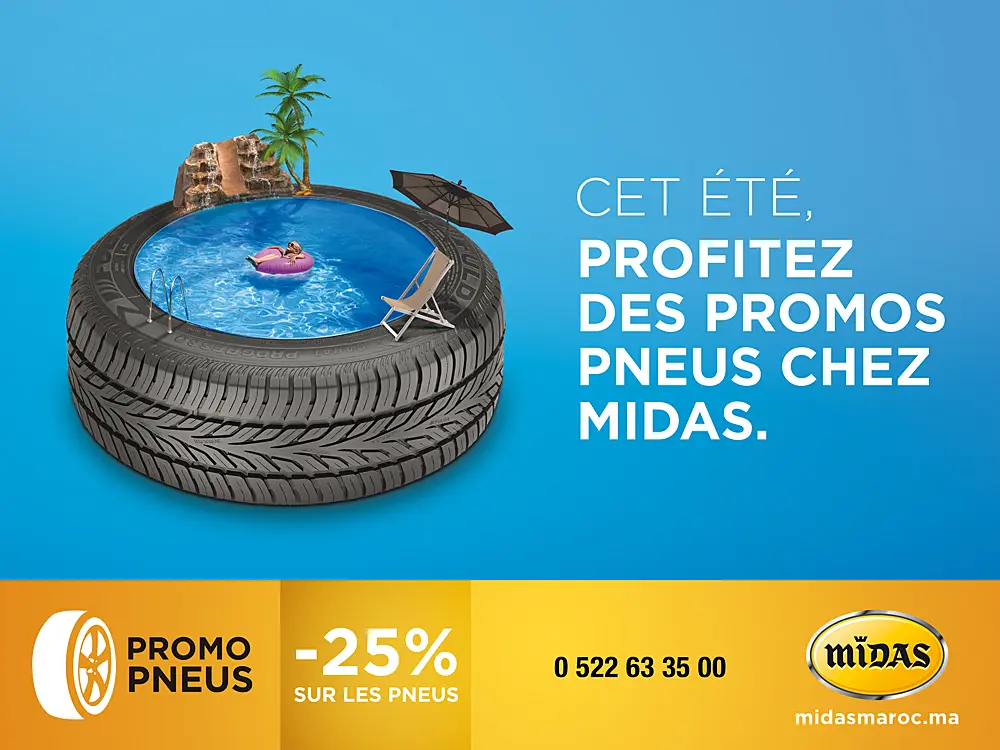 CET ÉTÉ,
PROFITEZ
DES PROMOS
PNEUS CHEZ
MIDAS.
PROMO
PNEUS
-25%
SUR LES PNEUS
0 522 63 35 00
MIDAS
midasmaroc.ma